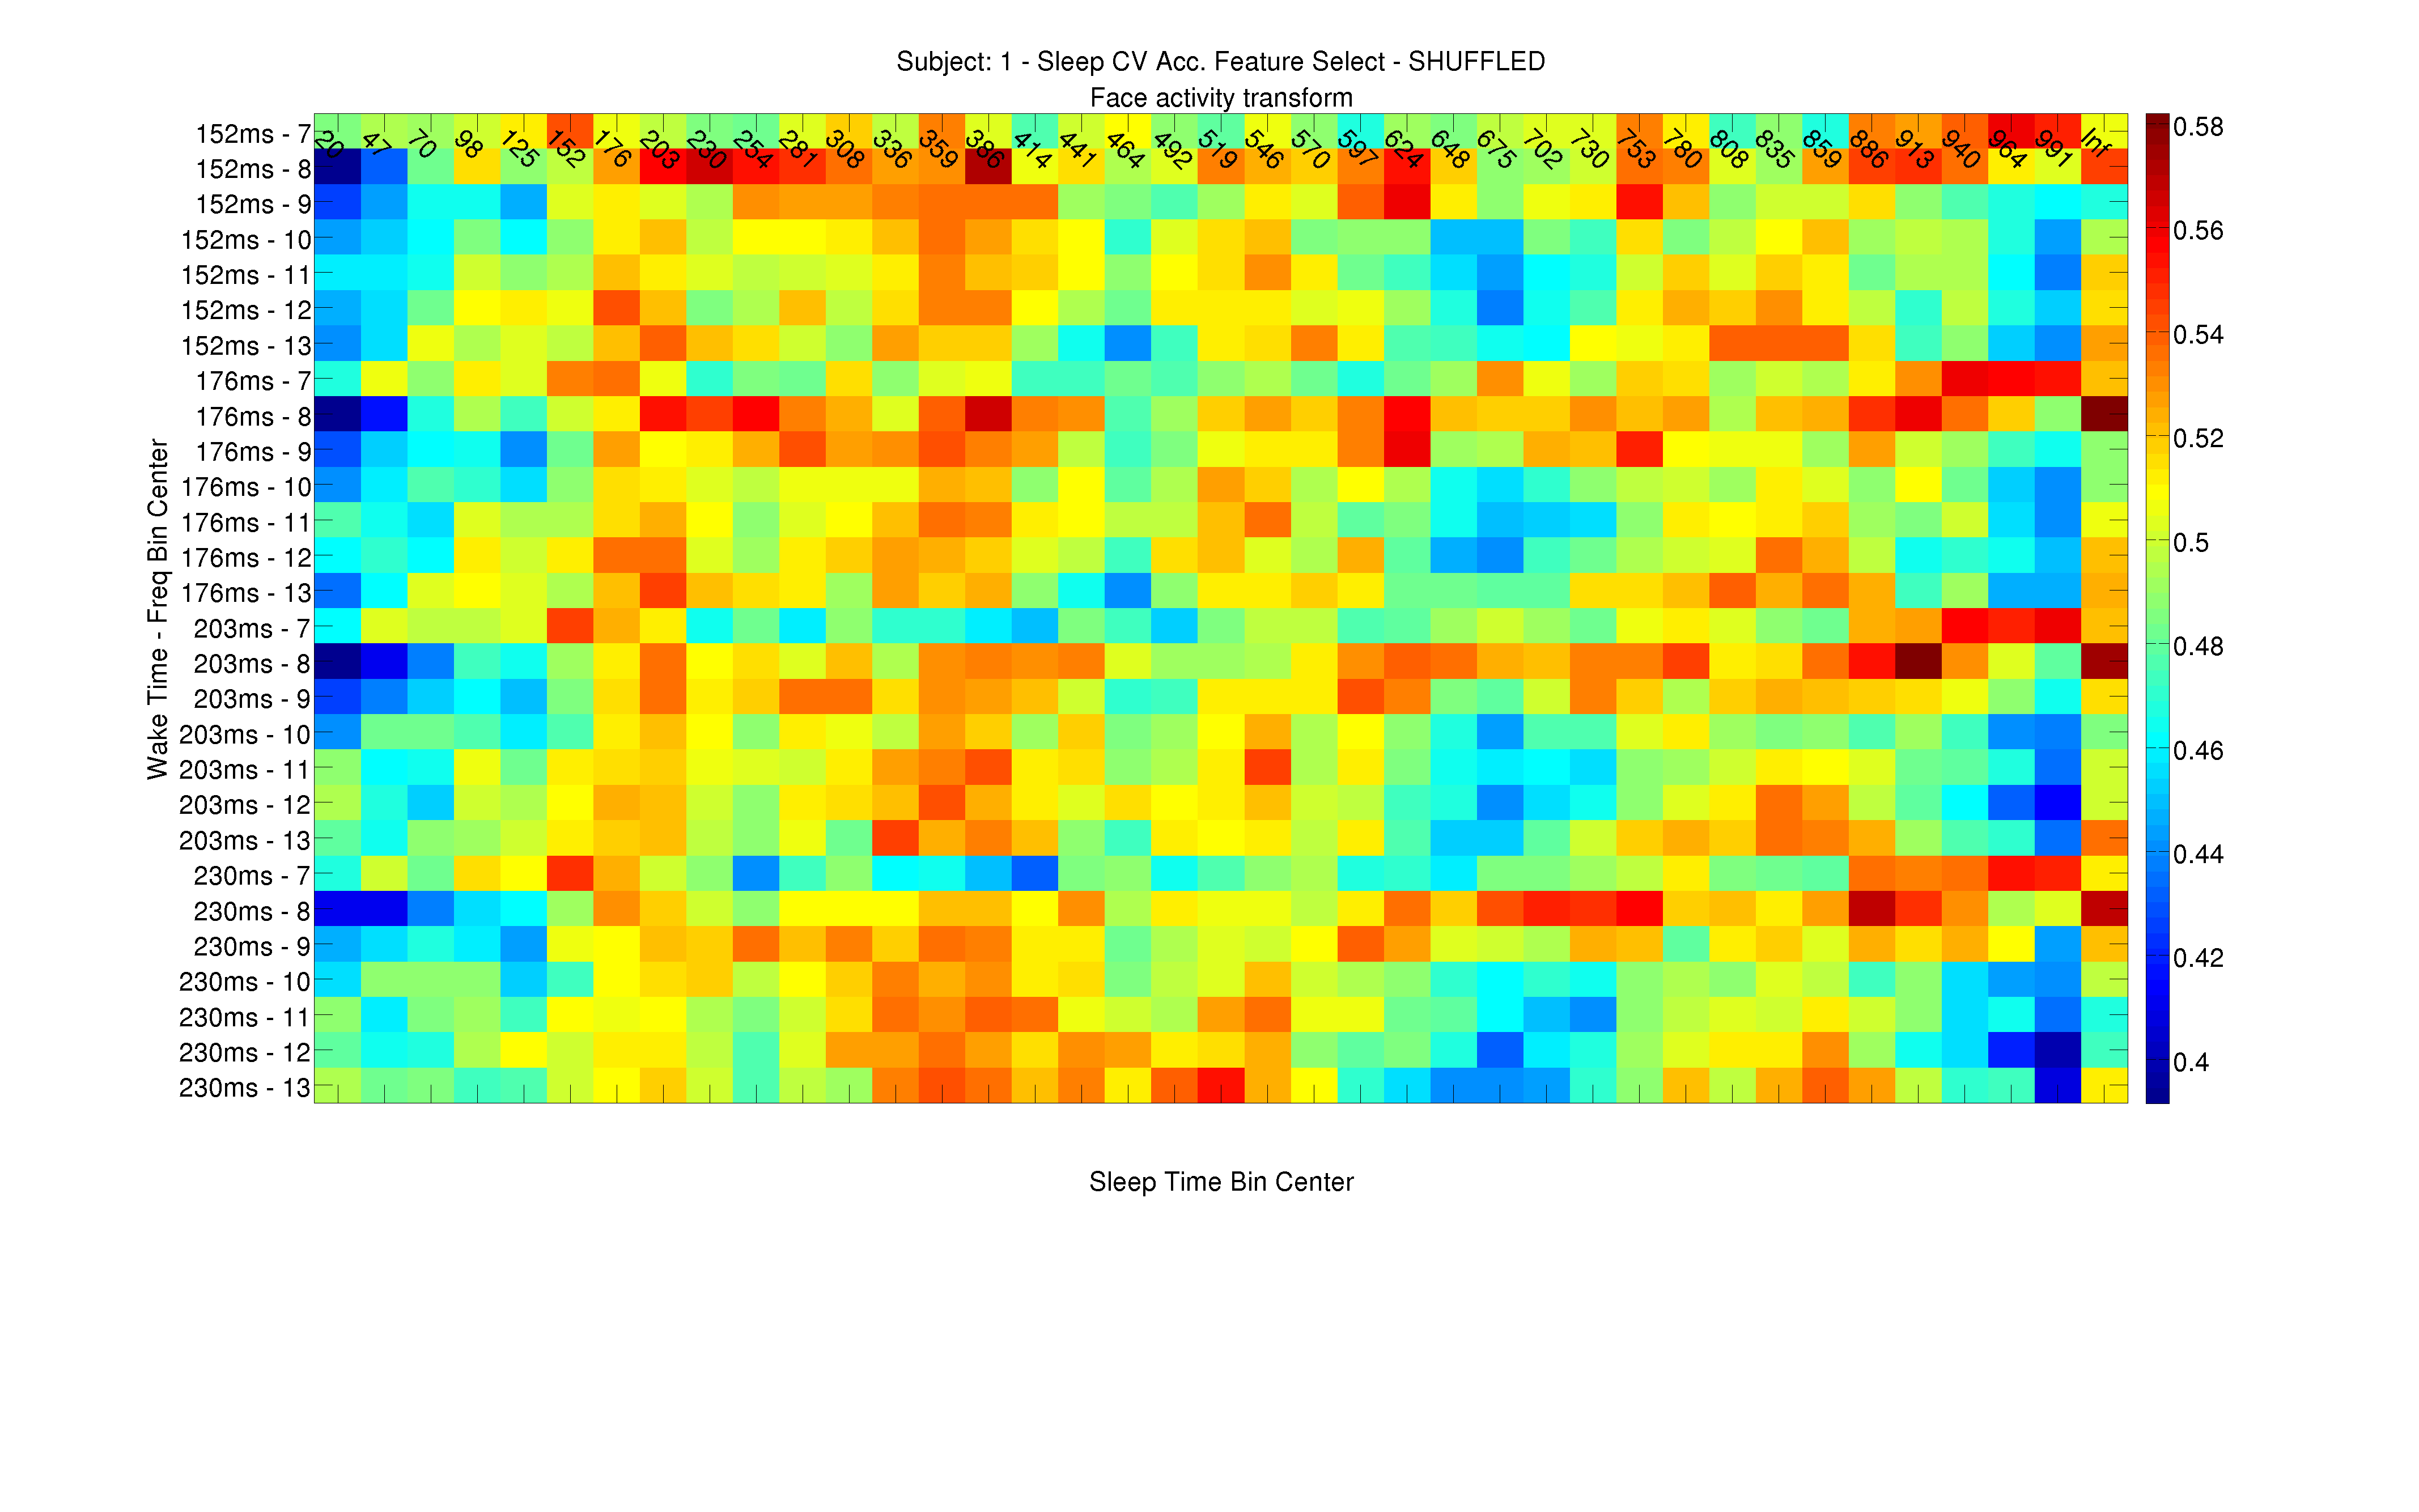 Subject: 1 - Sleep CV Acc. Feature Select - SHUFFLED
Face activity transform
20 47 70 98 125 152 176 203 230 254 281 308 336 359 386 414 441 464 492 519 546 570 597 624 648 675 702 730 753 780 808 835 859 886 913 940 964 991 Inf
Wake Time - Freq Bin Center
152ms - 7
152ms - 8
152ms - 9
152ms - 10
152ms - 11
152ms - 12
152ms - 13
176ms - 7
176ms - 8
176ms - 9
176ms - 10
176ms - 11
176ms - 12
176ms - 13
203ms - 7
203ms - 8
203ms - 9
203ms - 10
203ms - 11
203ms - 12
203ms - 13
230ms - 7
230ms - 8
230ms - 9
230ms - 10
230ms - 11
230ms - 12
230ms - 13
0.58
0.56
0.54
0.52
0.5
0.48
0.46
0.44
0.42
0.4
Sleep Time Bin Center